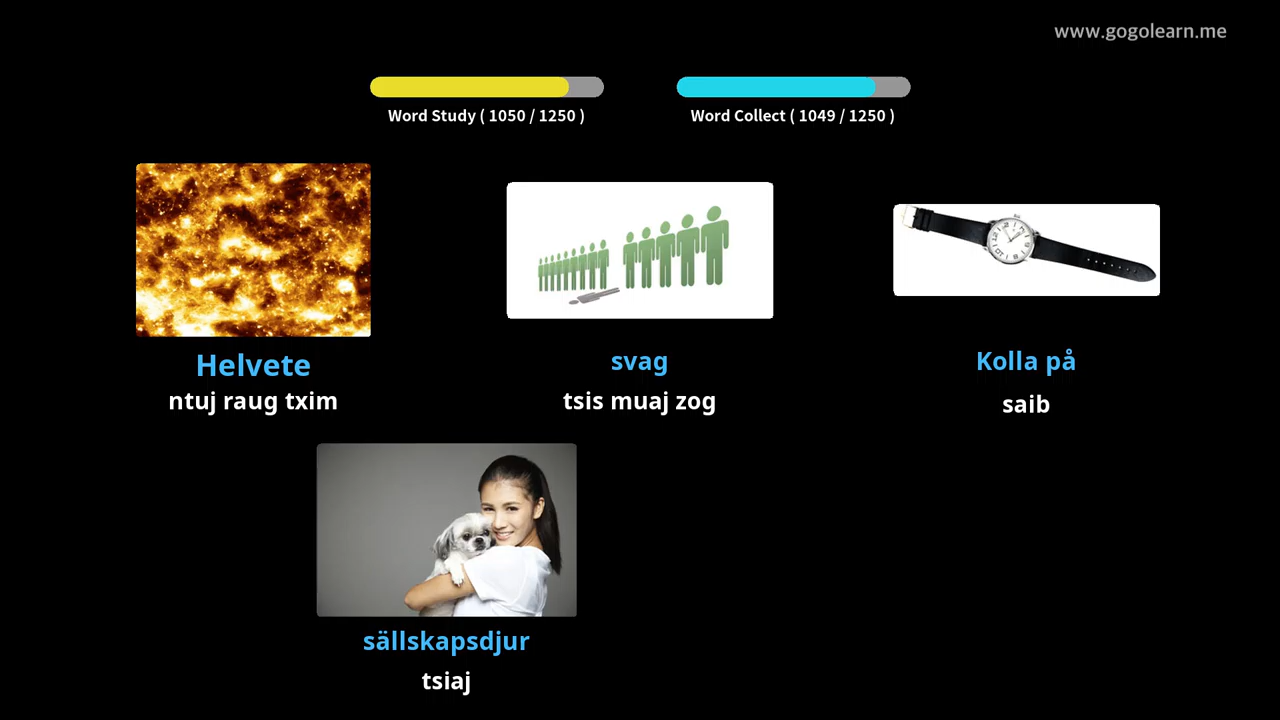 www.gogolearn.me
Word Study ( 1050 / 1250 )
Word Collect ( 1049 / 1250 )
Helvete
ntuj raug txim
svag
tsis muaj zog
Kolla på
saib
sällskapsdjur
tsiaj